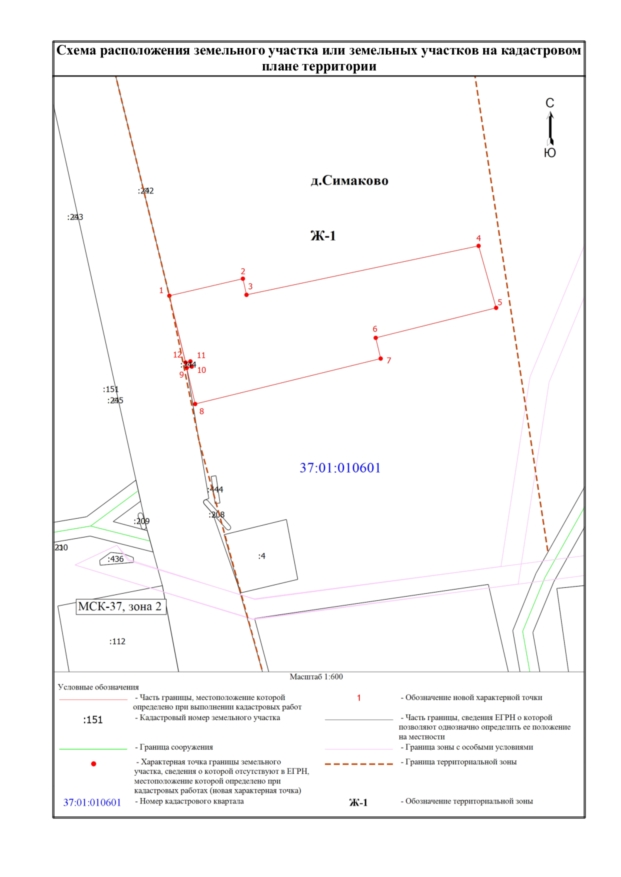 Схема расположения земельного участка или земельных участков на кадастровом
плане территории
С
Ю
д.Симаково
:242
:243
Ж-1
4
2
1
3
5
6
12
11
7
10
9
:151
:245
8
37:01:010601
:444
:268
:209
:436
:4
МСК-37, зона 2
:112
Масштаб 1:600
Условные обозначения
- Часть границы, местоположение которой
определено при выполнении кадастровых работ
1
- Обозначение новой характерной точки
:151
- Кадастровый номер земельного участка
- Часть границы, сведения ЕГРН о которой
позволяют однозначно определить ее положение
на местности
- Граница сооружения
- Граница зоны с особыми условиями
- Характерная точка границы земельного
участка, сведения о которой отсутствуют в ЕГРН,
местоположение которой определено при
кадастровых работах (новая характерная точка)
- Граница территориальной зоны
37:01:010601
- Номер кадастрового квартала
Ж-1
- Обозначение территориальной зоны